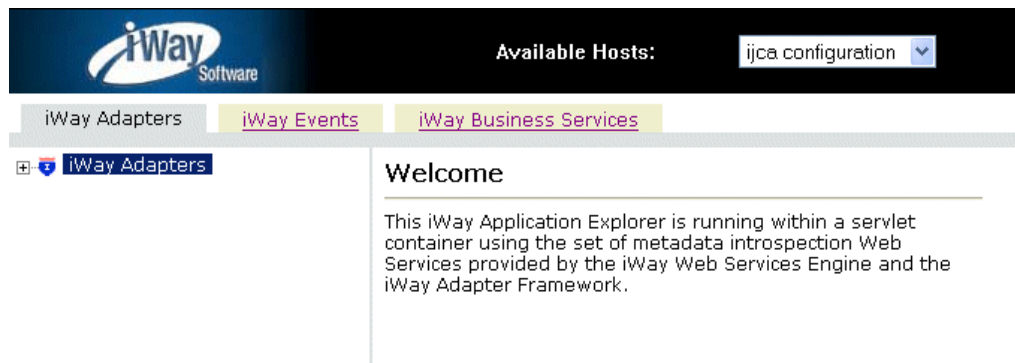 iWay
Software
Available Hosts:
ijca configuration
iWay Adapters
iWay Events
iWay Business Services
iWay Adapters
Welcome
This iWay Application Explorer is running within a servlet
container using the set of metadata introspection Web
Services provided by the iWay Web Services Engine and the
iWay Adapter Framework.